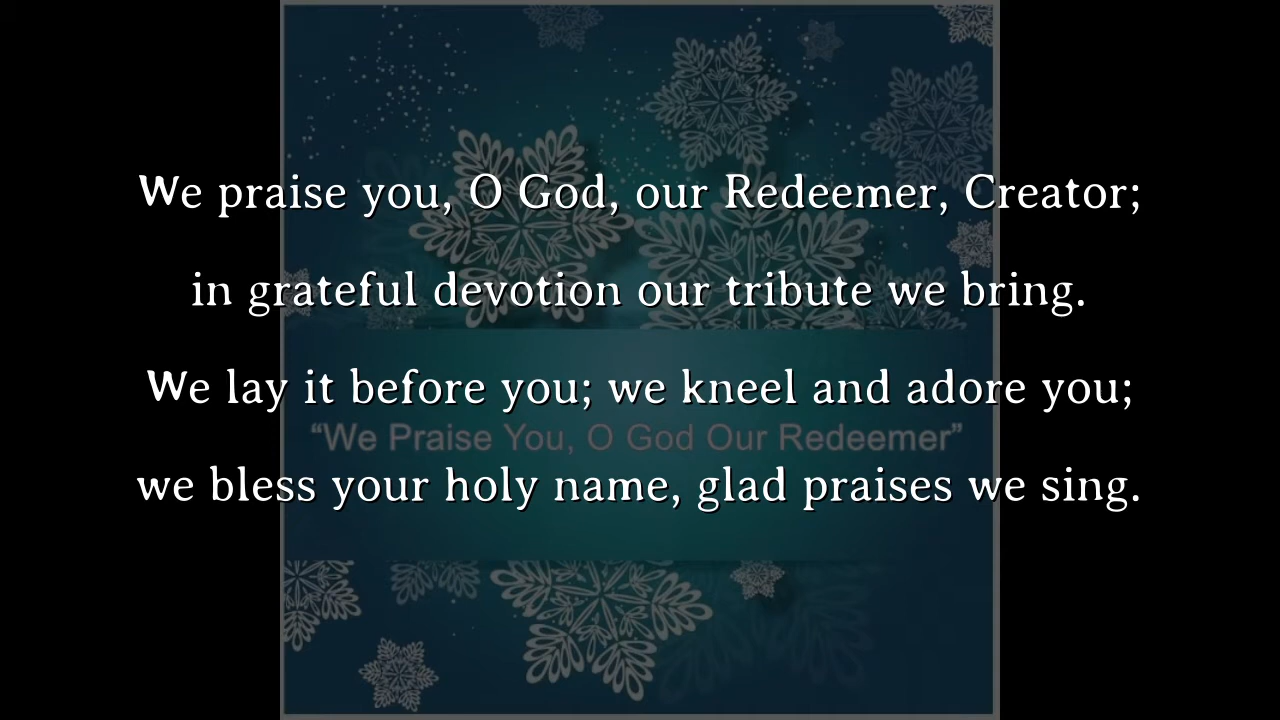 We praise you, O God, our Redeemer, Creator;
in grateful devotion our tribute we bring.
We lay it before you; we kneel and adore you;
“We Praise You, O God Our Redeemer”
we bless your holy name, glad praises we sing.